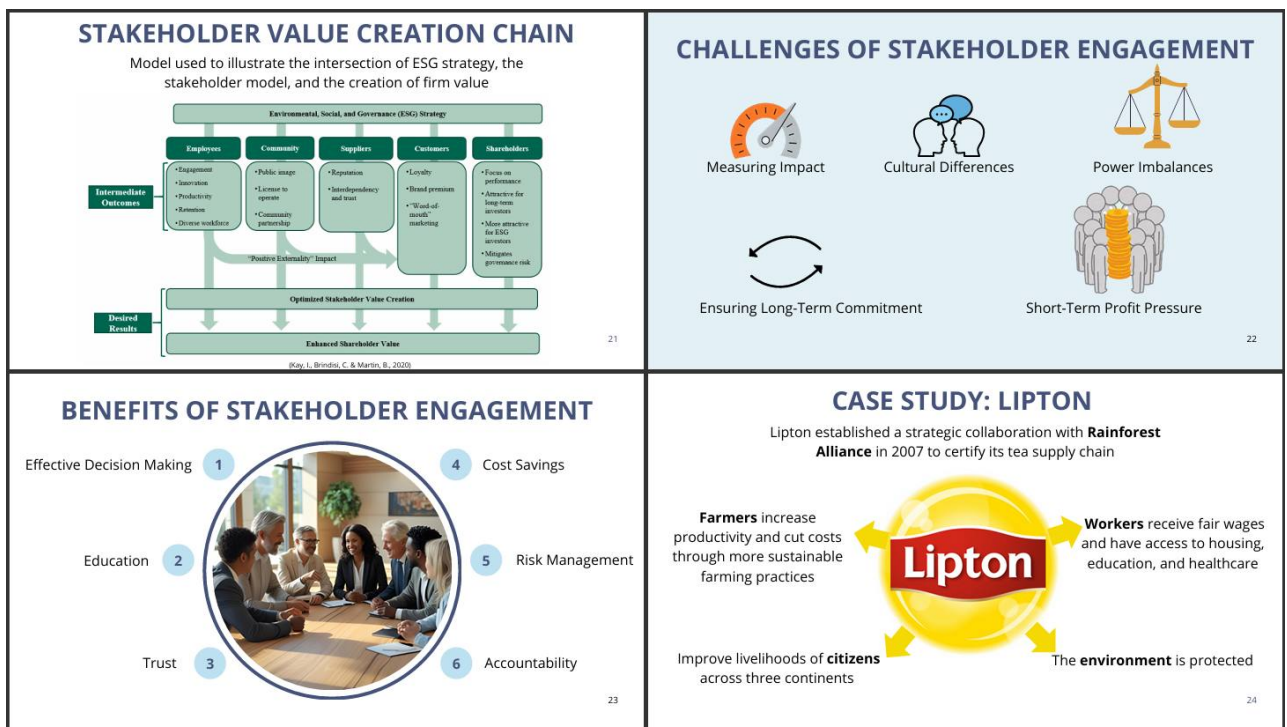 STAKEHOLDER VALUE CREATION CHAIN
Model used to illustrate the intersection of ESG strategy, the
stakeholder model, and the creation of firm value
Environmental, Social, and Governance (ESG) Strategy
Employees
Community
Suppliers
Customers
Shareholders
Intermediate
Outcomes
• Engagement
• Innovation
• Productivity
• Retention
• Diverse workforce
• Public image
• License to
operate
• Community
partnership
• Reputation
• Interdependency
and trust
• Loyalty
• Brand premium
• "Word-of-
mouth"
marketing
• Focus on
performance
• Attractive for
long-term
investors
• More attractive
for ESG
investors
• Mitigates
governance risk
"Positive Externality" Impact
Desired
Results
Optimized Stakeholder Value Creation
Enhanced Shareholder Value
(Kay, I., Brindisi, C. & Martin, B., 2020)
21
CHALLENGES OF STAKEHOLDER ENGAGEMENT
Measuring Impact
Cultural Differences
Power Imbalances
Ensuring Long-Term Commitment
Short-Term Profit Pressure
22
BENEFITS OF STAKEHOLDER ENGAGEMENT
Effective Decision Making 1
Education 2
Trust 3
4 Cost Savings
5 Risk Management
6 Accountability
23
CASE STUDY: LIPTON
Lipton established a strategic collaboration with Rainforest
Alliance in 2007 to certify its tea supply chain
Farmers increase
productivity and cut costs
through more sustainable
farming practices
Lipton
Workers receive fair wages
and have access to housing,
education, and healthcare
Improve livelihoods of citizens
across three continents
The environment is protected
24